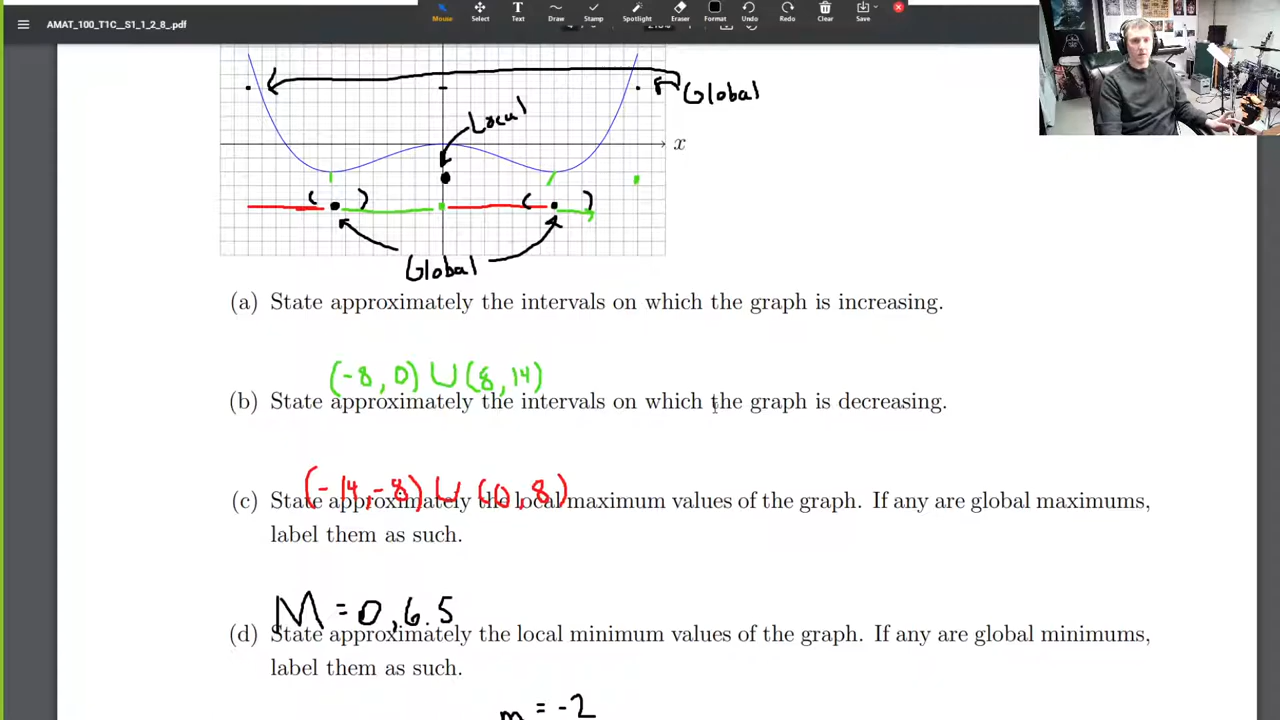 AMAT_100_T1C__S1_1_2_8_.pdf
Mouse Select Text Draw Stamp Spotlight Eraser Format Undo Redo Clear Save
Global
Local
x
Global
(a) State approximately the intervals on which the graph is increasing.
(-8, 0) ∪ (8, 14)
(b) State approximately the intervals on which the graph is decreasing.
(-14, -8) ∪ (0, 8)
(c) State approximately the local maximum values of the graph. If any are global maximums,
label them as such.
M = 0, 6.5
(d) State approximately the local minimum values of the graph. If any are global minimums,
label them as such.
m = -2